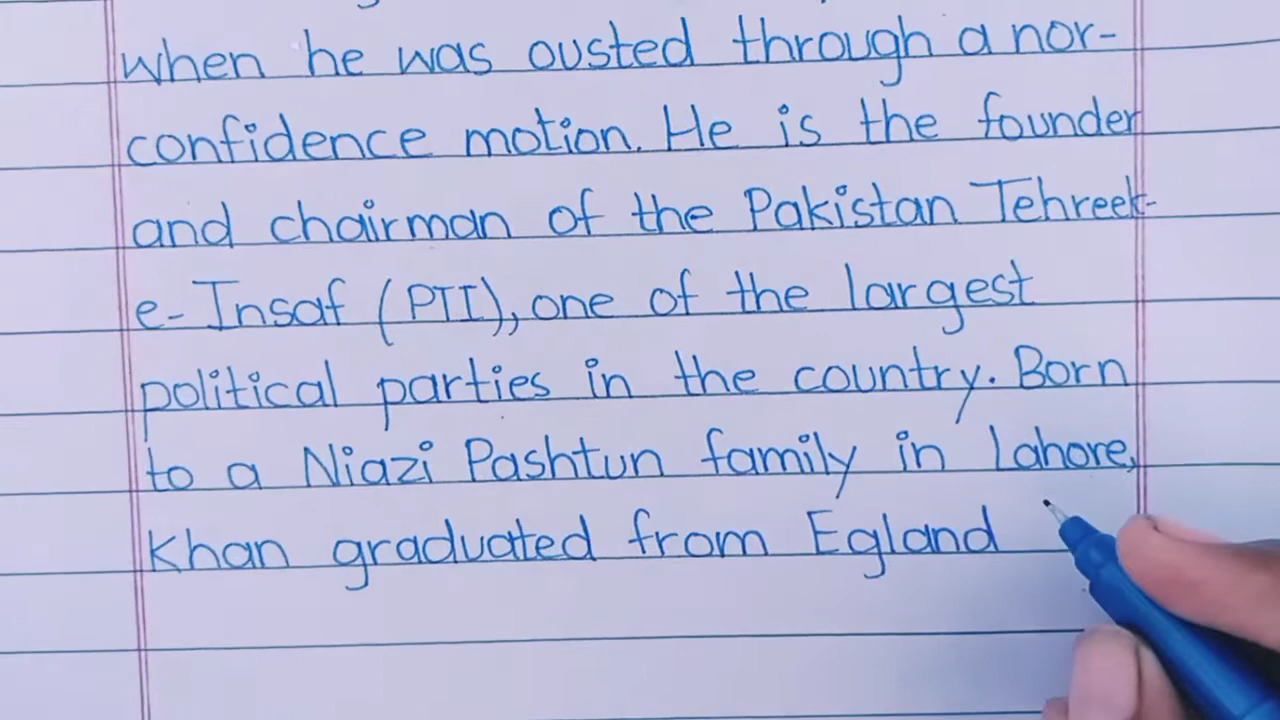 when he was ousted through a nor-
confidence motion. He is the founder
and chairman of the Pakistan Tehreek-
e- Insaf (PTI), one of the largest
political parties in the country. Born
to a Niazi Pashtun family in Lahore,
Khan graduated from Egland